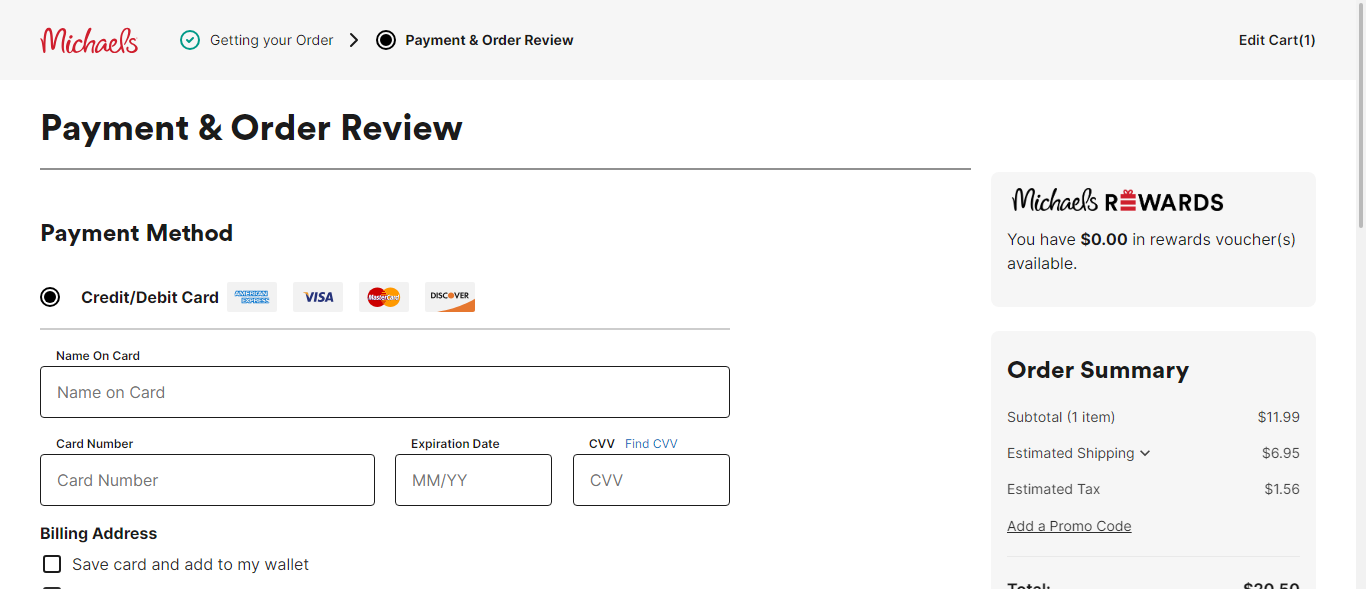 Michaels
Getting your Order
Payment & Order Review
Edit Cart(1)
Payment & Order Review
Payment Method
Credit/Debit Card
AMERICAN EXPRESS
VISA
MasterCard
DISCOVER
Name On Card
Name on Card
Card Number
Expiration Date
CVV Find CVV
Card Number
MM/YY
CVV
Billing Address
Save card and add to my wallet
Michaels REWARDS
You have $0.00 in rewards voucher(s)
available.
Order Summary
Subtotal (1 item) $11.99
Estimated Shipping $6.95
Estimated Tax $1.56
Add a Promo Code
Total: $20.50